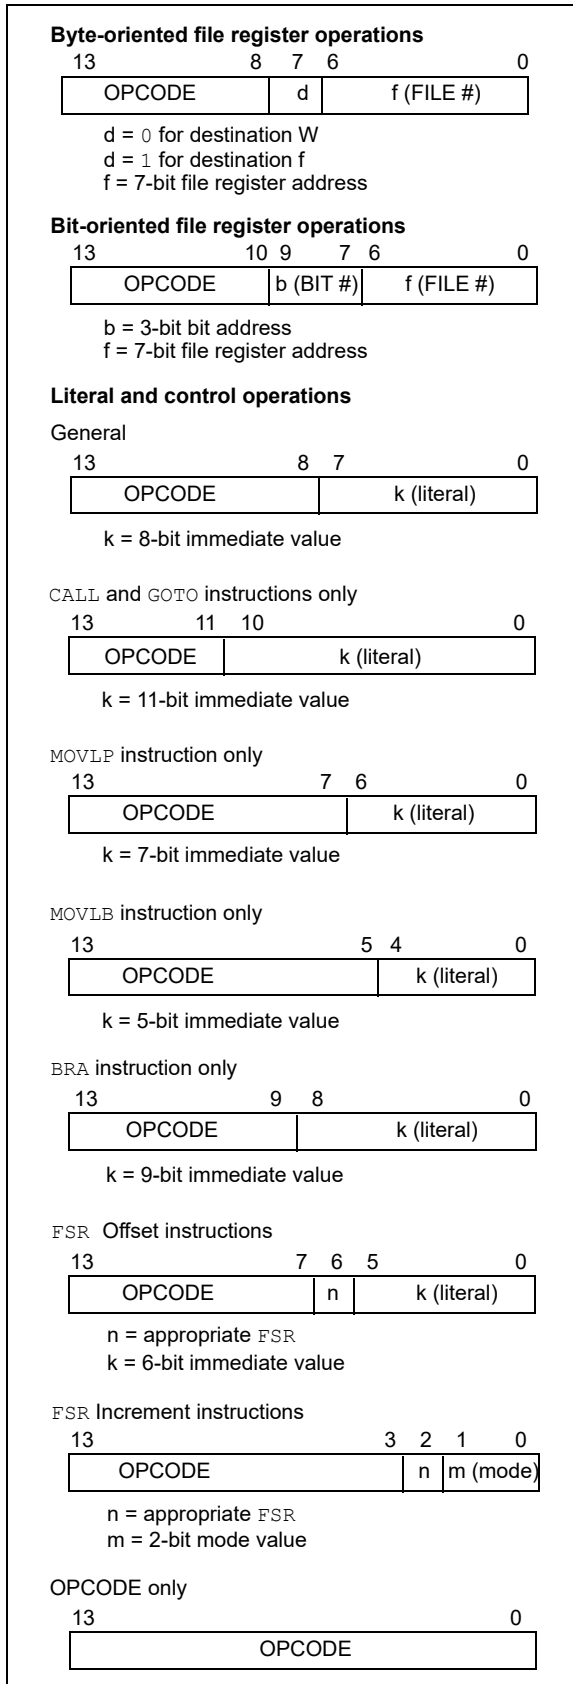 Byte-oriented file register operations
13 8 7 6 0
OPCODE d f (FILE #)
d = 0 for destination W
d = 1 for destination f
f = 7-bit file register address
Bit-oriented file register operations
13 10 9 7 6 0
OPCODE b (BIT #) f (FILE #)
b = 3-bit bit address
f = 7-bit file register address
Literal and control operations
General
13 8 7 0
OPCODE k (literal)
k = 8-bit immediate value
CALL and GOTO instructions only
13 11 10 0
OPCODE k (literal)
k = 11-bit immediate value
MOVLP instruction only
13 7 6 0
OPCODE k (literal)
k = 7-bit immediate value
MOVLB instruction only
13 5 4 0
OPCODE k (literal)
k = 5-bit immediate value
BRA instruction only
13 9 8 0
OPCODE k (literal)
k = 9-bit immediate value
FSR Offset instructions
13 7 6 5 0
OPCODE n k (literal)
n = appropriate FSR
k = 6-bit immediate value
FSR Increment instructions
13 3 2 1 0
OPCODE n m (mode)
n = appropriate FSR
m = 2-bit mode value
OPCODE only
13 0
OPCODE